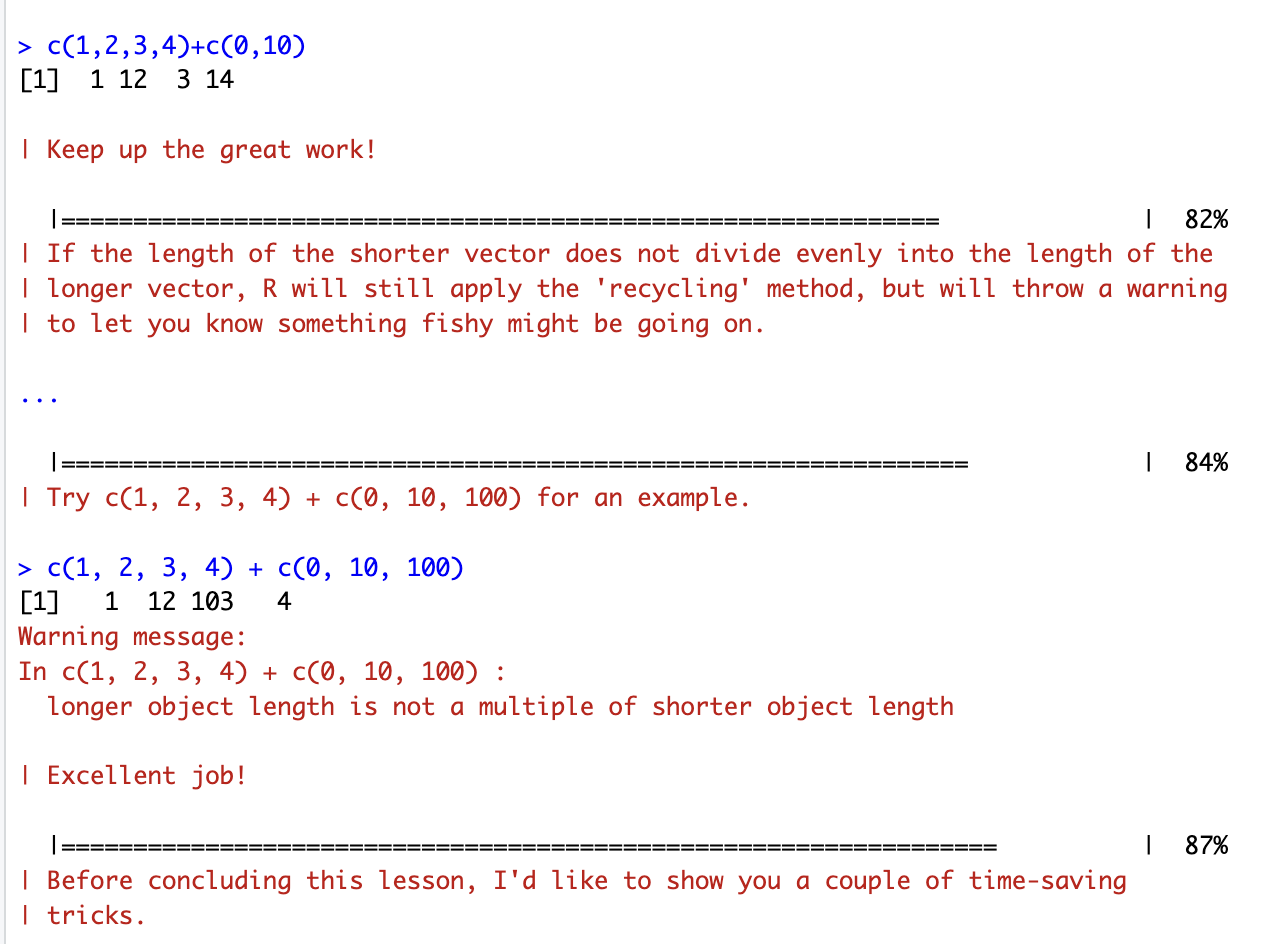 > c(1,2,3,4)+c(0,10)
[1]  1 12  3 14
| Keep up the great work!
  |=============================================================              |  82%
| If the length of the shorter vector does not divide evenly into the length of the
| longer vector, R will still apply the 'recycling' method, but will throw a warning
| to let you know something fishy might be going on.
...
  |===============================================================            |  84%
| Try c(1, 2, 3, 4) + c(0, 10, 100) for an example.
> c(1, 2, 3, 4) + c(0, 10, 100)
[1]   1  12 103   4
Warning message:
In c(1, 2, 3, 4) + c(0, 10, 100) :
  longer object length is not a multiple of shorter object length
| Excellent job!
  |=================================================================          |  87%
| Before concluding this lesson, I'd like to show you a couple of time-saving
| tricks.